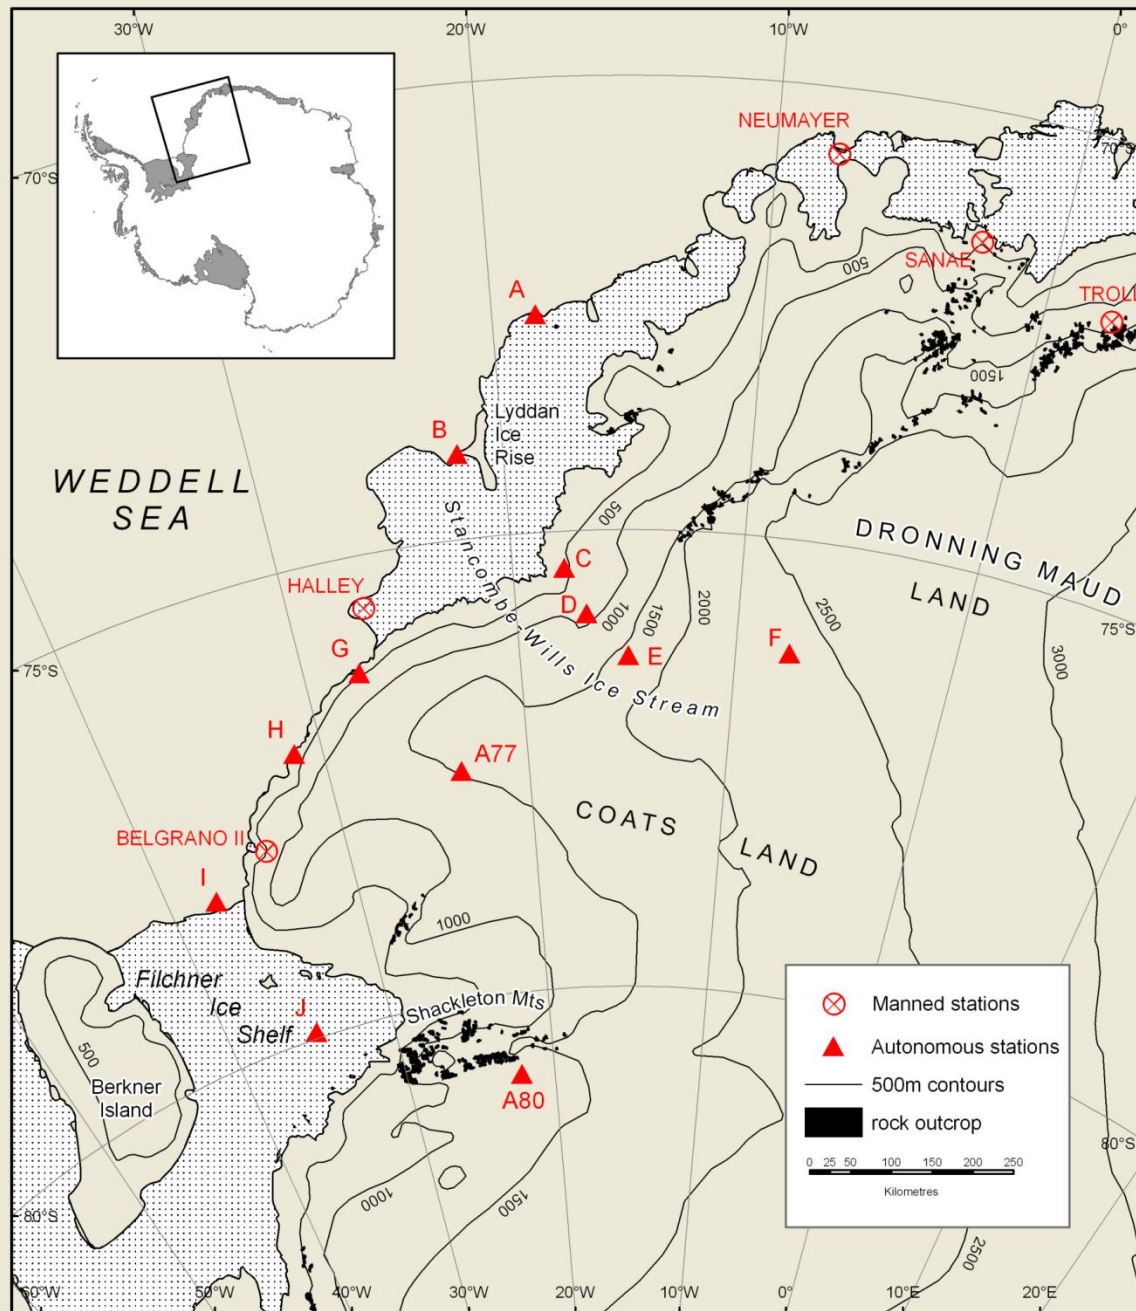 30°W
20°W
10°W
0°
NEUMAYER
70°S
70°S
500
SANAE
TROLL
A
1500
Lyddan
Ice
Rise
B
WEDDELL
SEA
500
DRONNING MAUD
LAND
Stancombe-Wills Ice Stream
C
HALLEY
D
1000
1500
2000
2500
75°S
G
E
F
3000
75°S
H
A77
COATS
LAND
BELGRANO II
I
1000
Filchner
Ice
Shelf
J
Shackleton Mts
500
Berkner
Island
A80
Manned stations
Autonomous stations
500m contours
rock outcrop
0 25 50 100 150 200 250
Kilometres
80°S
1000
1500
80°S
2500
60°W
50°W
40°W
20°W
0°
10°E
20°E